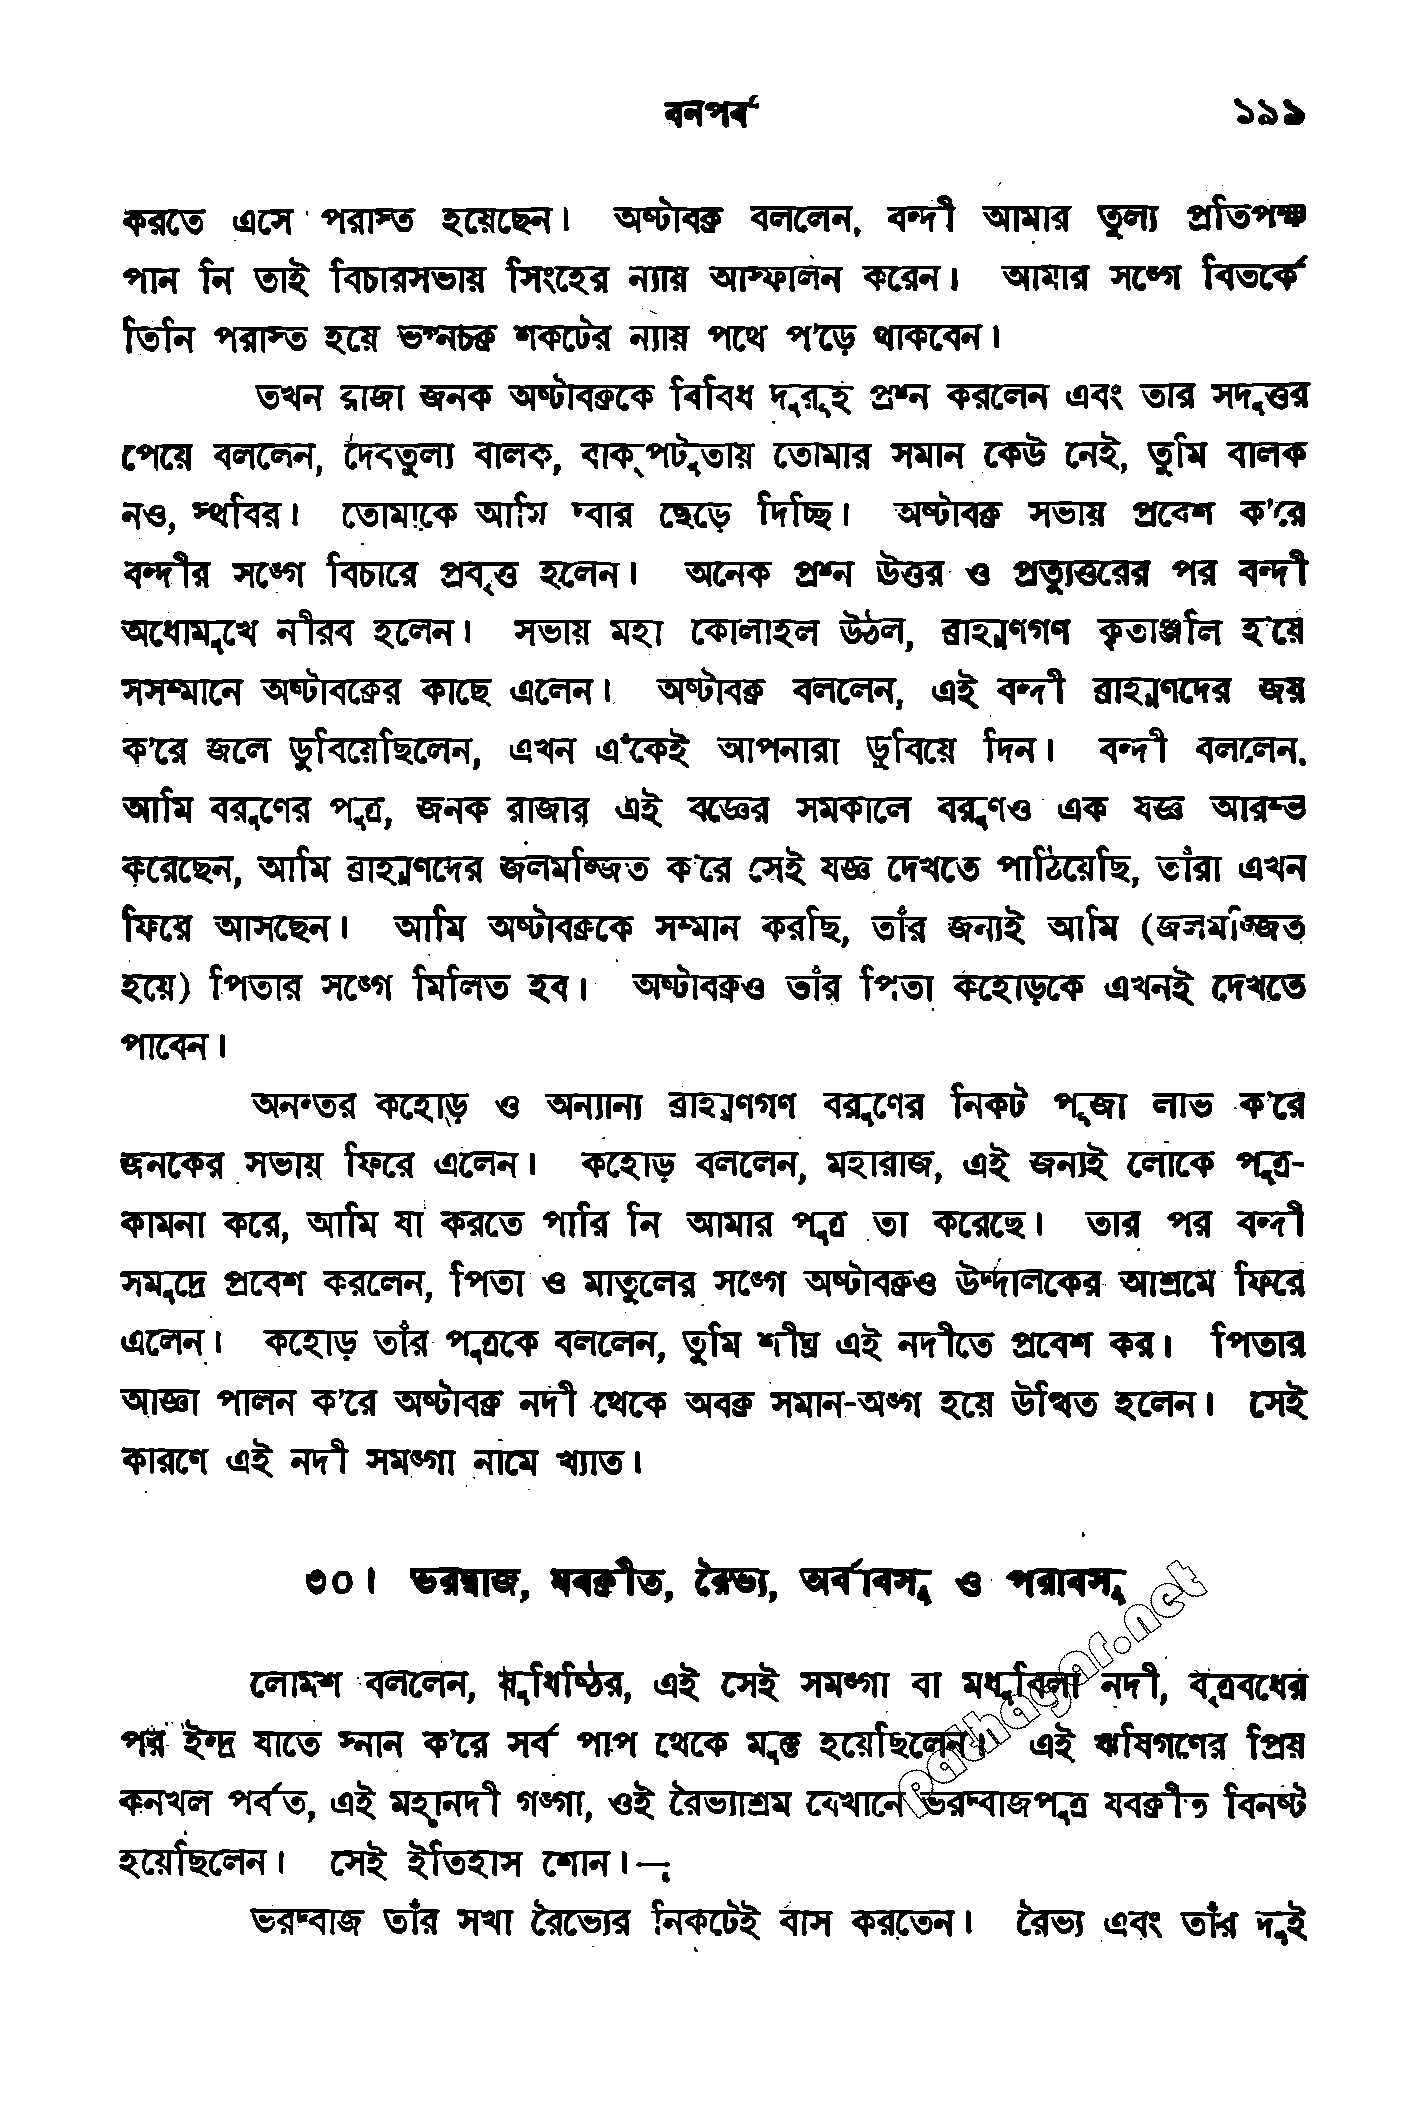 বনপর্ব ১৯৯
করতে এসে পরাস্ত হয়েছেন। অষ্টাবক্র বললেন, বন্দী আমার তুল্য প্রতিপক্ষ
পান নি তাই বিচারসভায় সিংহের ন্যায় আস্ফালন করেন। আমার সঙ্গে বিতর্কে
তিনি পরাস্ত হয়ে ভগ্নচক্র শকটের ন্যায় পথে প'ড়ে থাকবেন।
তখন রাজা জনক অষ্টাবক্রকে বিবিধ দুরূহ প্রশ্ন করলেন এবং তার সদুত্তর
পেয়ে বললেন, দেবতুল্য বালক, বাক্‌পটুতায় তোমার সমান কেউ নেই, তুমি বালক
নও, স্থবির। তোমাকে আমি দ্বার ছেড়ে দিচ্ছি। অষ্টাবক্র সভায় প্রবেশ ক'রে
বন্দীর সঙ্গে বিচারে প্রবৃত্ত হলেন। অনেক প্রশ্ন উত্তর ও প্রত্যুত্তরের পর বন্দী
অধোমুখে নীরব হলেন। সভায় মহা কোলাহল উঠল, ব্রাহ্মণগণ কৃতাঞ্জলি হ'য়ে
সসম্মানে অষ্টাবক্রের কাছে এলেন। অষ্টাবক্র বললেন, এই বন্দী ব্রাহ্মণদের জয়
ক'রে জলে ডুবিয়েছিলেন, এখন এঁকেই আপনারা ডুবিয়ে দিন। বন্দী বললেন,
আমি বরুণের পুত্র, জনক রাজার এই যজ্ঞের সমকালে বরুণও এক যজ্ঞ আরম্ভ
করেছেন, আমি ব্রাহ্মণদের জলমজ্জিত ক'রে সেই যজ্ঞ দেখতে পাঠিয়েছি, তাঁরা এখন
ফিরে আসছেন। আমি অষ্টাবক্রকে সম্মান করছি, তাঁর জন্যই আমি (জলমজ্জিত
হয়ে) পিতার সঙ্গে মিলিত হব। অষ্টাবক্রও তাঁর পিতা কহোড়কে এখনই দেখতে
পাবেন।
অনন্তর কহোড় ও অন্যান্য ব্রাহ্মণগণ বরুণের নিকট পূজা লাভ ক'রে
জনকের সভায় ফিরে এলেন। কহোড় বললেন, মহারাজ, এই জন্যই লোকে পুত্র-
কামনা করে, আমি যা করতে পারি নি আমার পুত্র তা করেছে। তার পর বন্দী
সমুদ্রে প্রবেশ করলেন, পিতা ও মাতুলের সঙ্গে অষ্টাবক্রও উদ্দালকের আশ্রমে ফিরে
এলেন। কহোড় তাঁর পুত্রকে বললেন, তুমি শীঘ্র এই নদীতে প্রবেশ কর। পিতার
আজ্ঞা পালন ক'রে অষ্টাবক্র নদী থেকে অবক্র সমান-অঙ্গ হয়ে উত্থিত হলেন। সেই
কারণে এই নদী সমঙ্গা নামে খ্যাত।
৩০। ভরদ্বাজ, যবক্রীত, রৈভ্য, অর্বাবসু ও পরাবসু
লোমশ বললেন, যুধিষ্ঠির, এই সেই সমঙ্গা বা মধুবিলা নদী, বৃত্রবধের
পর ইন্দ্র যাতে স্নান ক'রে সর্ব পাপ থেকে মুক্ত হয়েছিলেন। এই ঋষিগণের প্রিয়
কনখল পর্বত, এই মহানদী গঙ্গা, ওই রৈভ্যাশ্রম যেখানে ভরদ্বাজপুত্র যবক্রীত বিনষ্ট
হয়েছিলেন। সেই ইতিহাস শোন।—
ভরদ্বাজ তাঁর সখা রৈভ্যের নিকটেই বাস করতেন। রৈভ্য এবং তাঁর দুই
pathagar.net